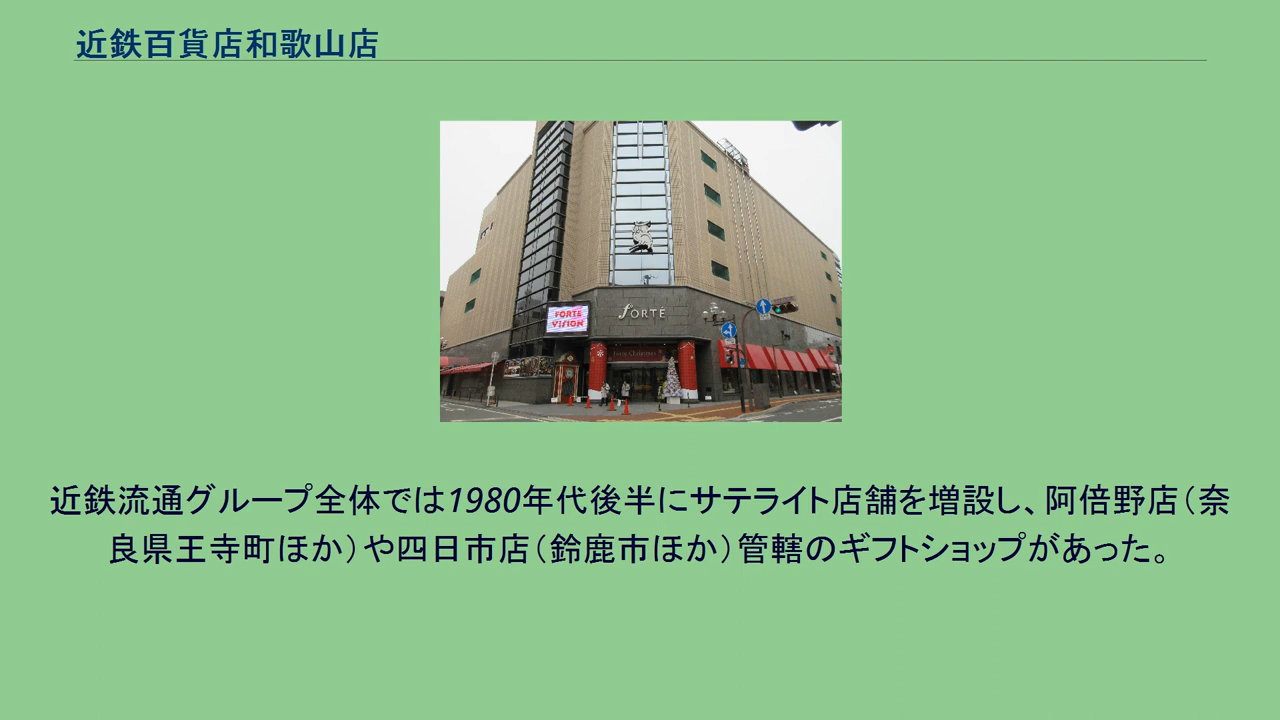 近鉄百貨店和歌山店
FORTE
VISION
FORTE
近鉄流通グループ全体では1980年代後半にサテライト店舗を増設し、阿倍野店（奈
良県王寺町ほか）や四日市店（鈴鹿市ほか）管轄のギフトショップがあった。